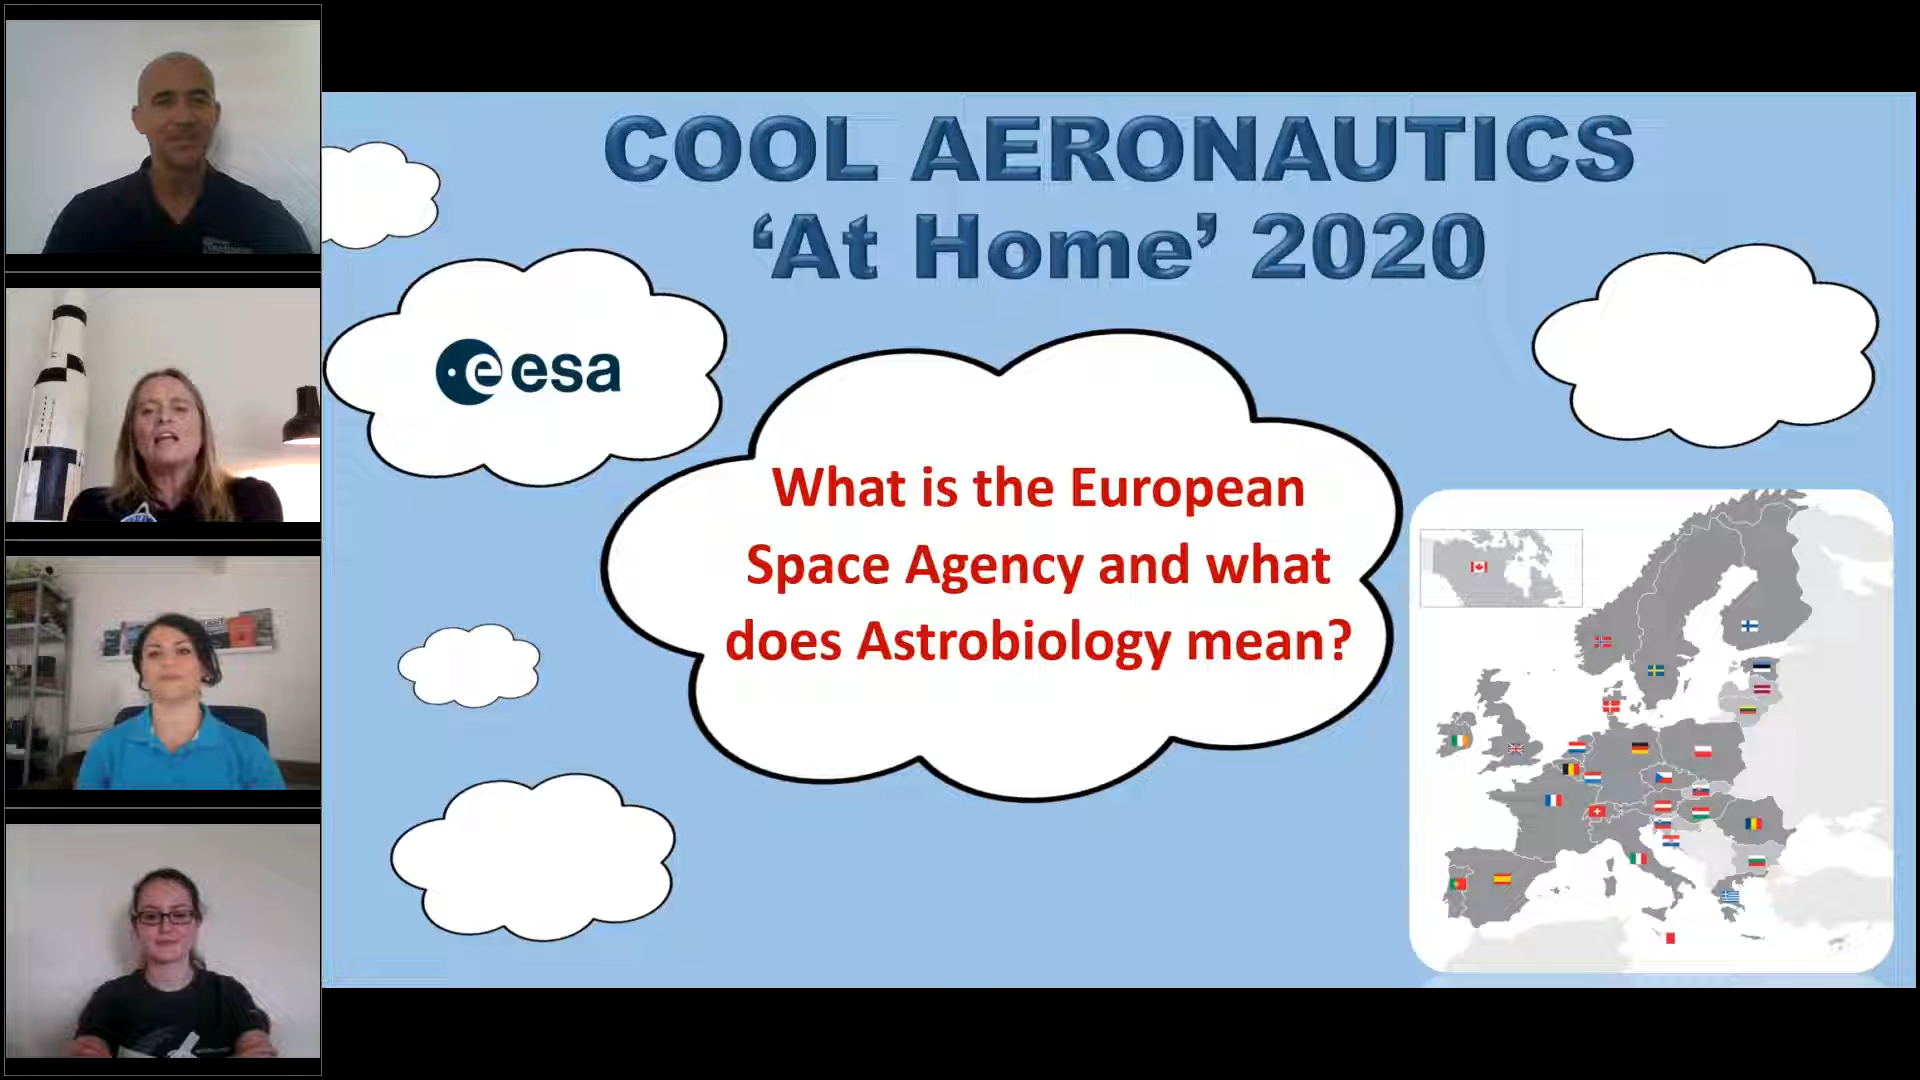 COOL AERONAUTICS
‘At Home’ 2020
esa
What is the European
Space Agency and what
does Astrobiology mean?